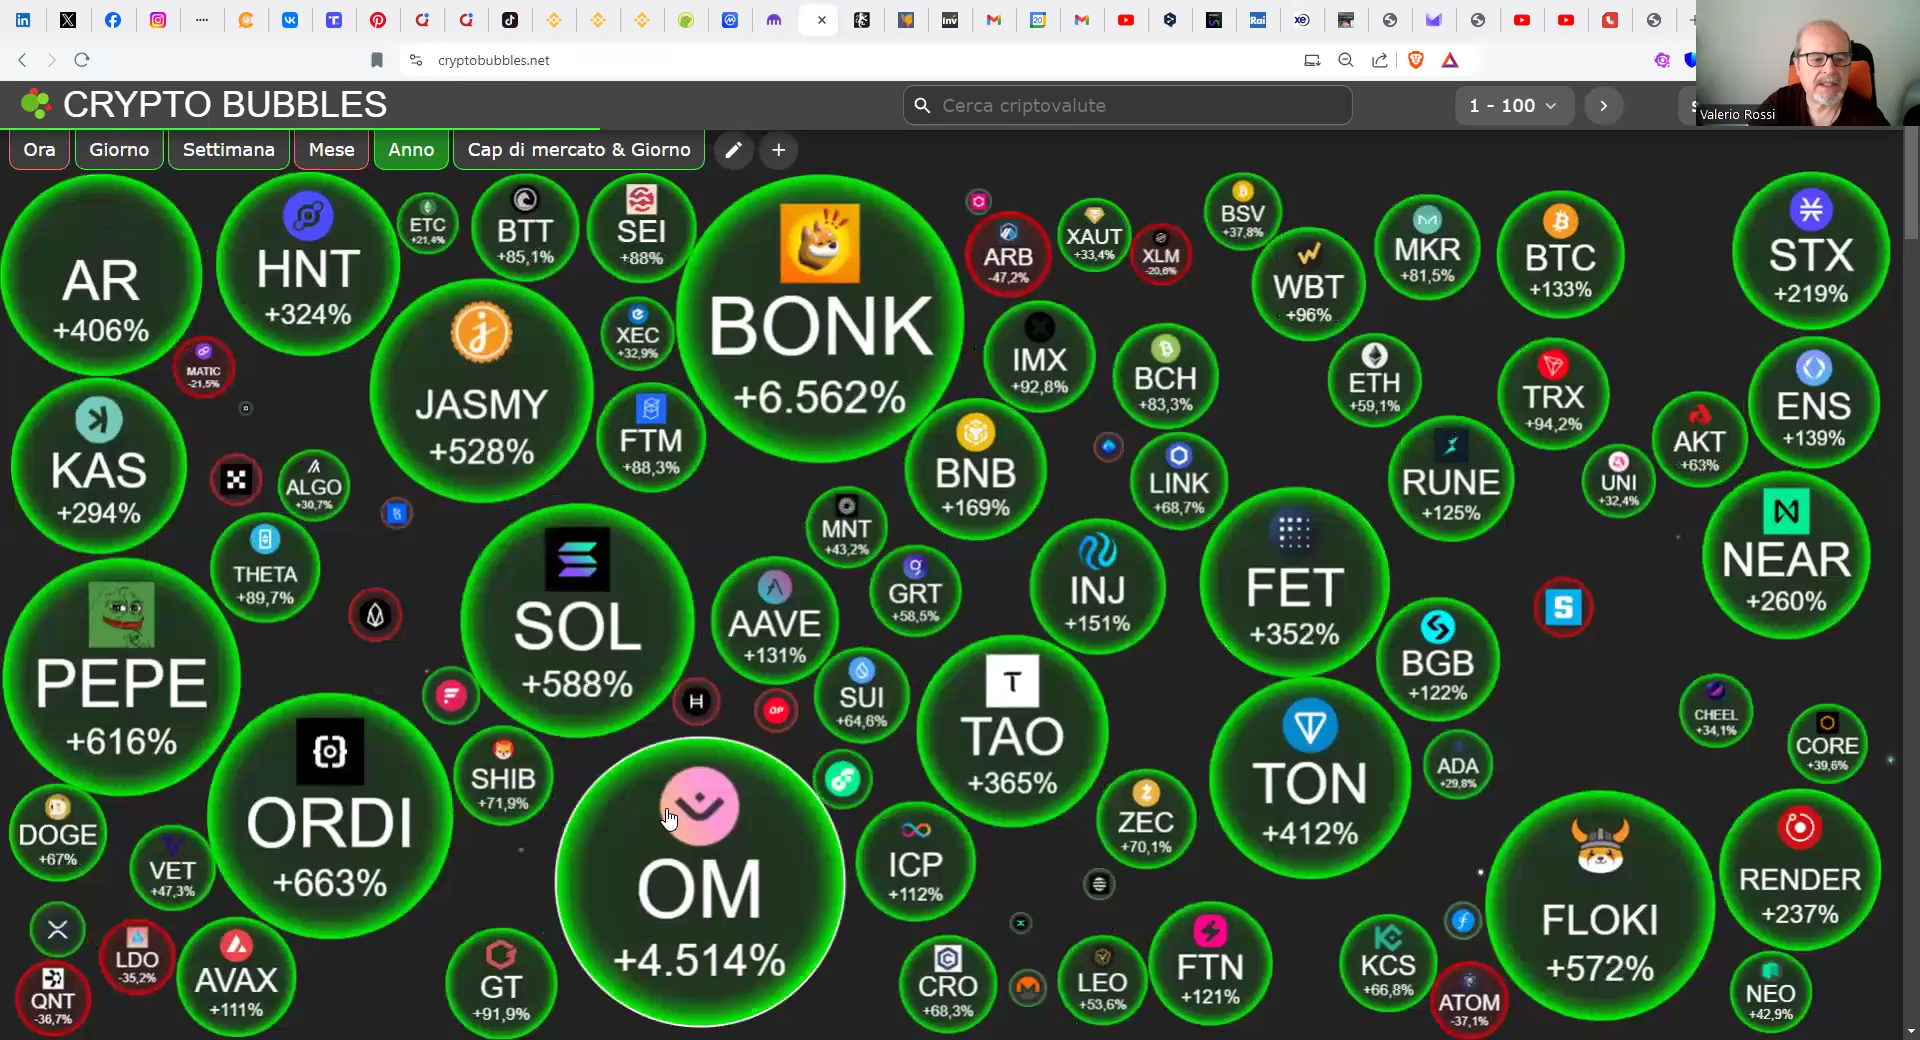 cryptobubbles.net
Valerio Rossi
CRYPTO BUBBLES
Cerca criptovalute
1 - 100
Ora
Giorno
Settimana
Mese
Anno
Cap di mercato & Giorno
AR
+406%
HNT
+324%
ETC
+21,4%
BTT
+85,1%
SEI
+88%
BONK
+6.562%
ARB
-47,2%
XAUT
+33,4%
XLM
-20,6%
BSV
+37,8%
WBT
+96%
MKR
+81,5%
BTC
+133%
STX
+219%
MATIC
-21,5%
JASMY
+528%
XEC
+32,9%
IMX
+92,8%
BCH
+83,3%
ETH
+59,1%
TRX
+94,2%
ENS
+139%
KAS
+294%
ALGO
+30,7%
FTM
+88,3%
BNB
+169%
LINK
+68,7%
RUNE
+125%
UNI
+32,4%
AKT
+63%
THETA
+89,7%
SOL
+588%
MNT
+43,2%
AAVE
+131%
GRT
+58,5%
INJ
+151%
FET
+352%
NEAR
+260%
PEPE
+616%
SUI
+64,6%
TAO
+365%
BGB
+122%
CHEEL
+34,1%
CORE
+39,6%
ORDI
+663%
SHIB
+71,9%
OM
+4.514%
ICP
+112%
ZEC
+70,1%
TON
+412%
ADA
+29,8%
DOGE
+67%
VET
+47,3%
FLOKI
+572%
RENDER
+237%
QNT
-36,7%
LDO
-35,2%
AVAX
+111%
GT
+91,9%
CRO
+68,3%
LEO
+53,6%
FTN
+121%
KCS
+66,8%
ATOM
-37,1%
NEO
+42,9%